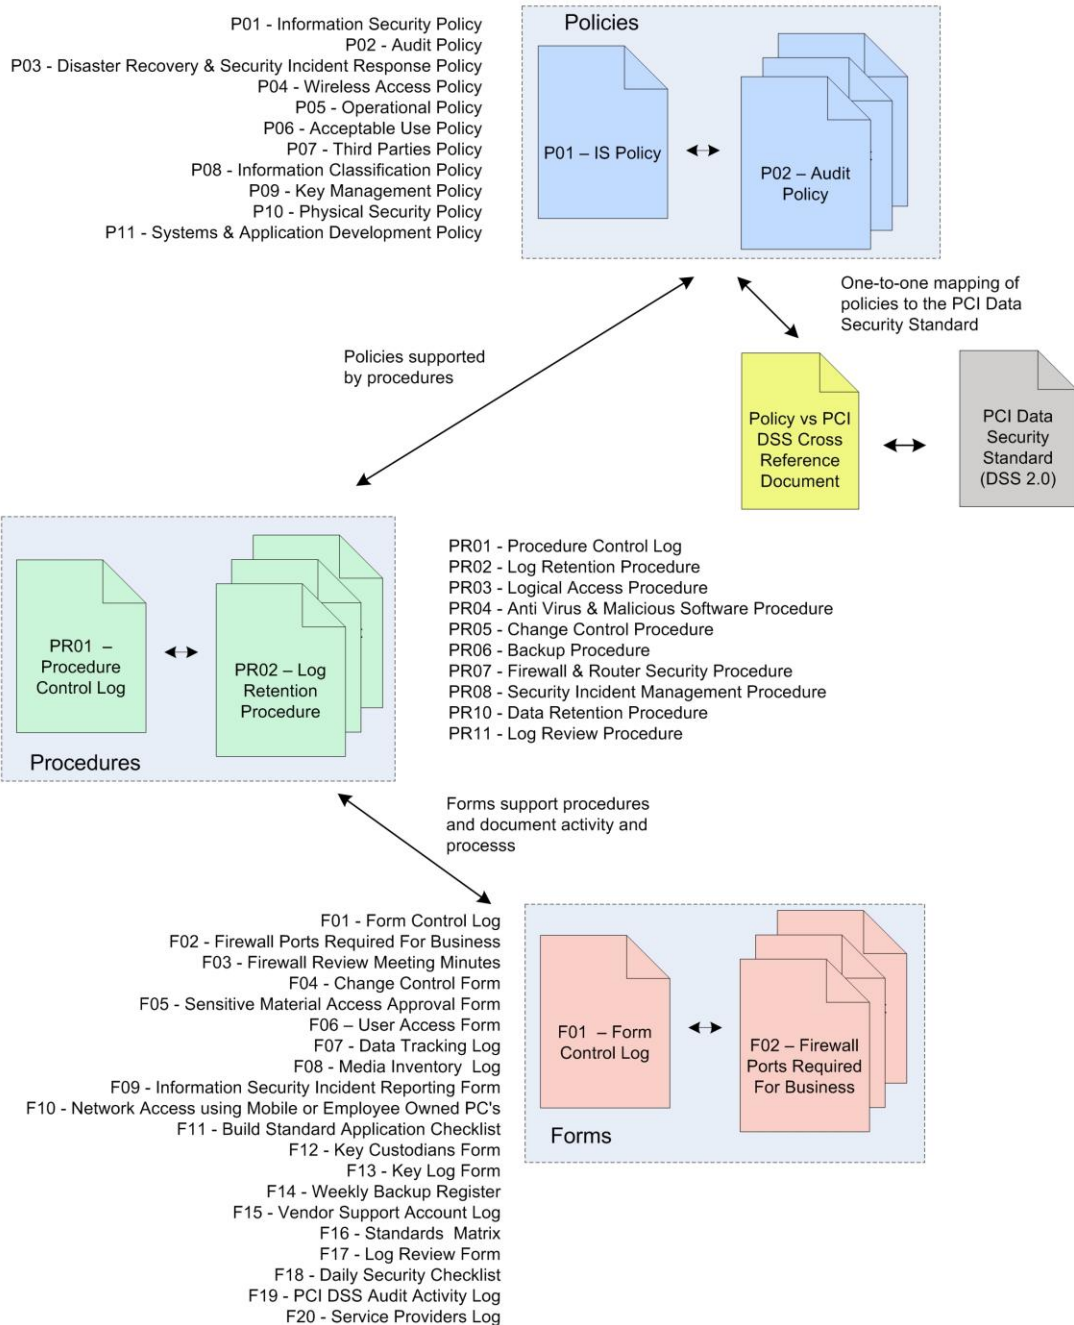 P01 - Information Security Policy
P02 - Audit Policy
P03 - Disaster Recovery & Security Incident Response Policy
P04 - Wireless Access Policy
P05 - Operational Policy
P06 - Acceptable Use Policy
P07 - Third Parties Policy
P08 - Information Classification Policy
P09 - Key Management Policy
P10 - Physical Security Policy
P11 - Systems & Application Development Policy
Policies
P01 – IS Policy
P02 – Audit
Policy
One-to-one mapping of
policies to the PCI Data
Security Standard
Policies supported
by procedures
Policy vs PCI
DSS Cross
Reference
Document
PCI Data
Security
Standard
(DSS 2.0)
PR01 –
Procedure
Control Log
PR02 – Log
Retention
Procedure
Procedures
PR01 - Procedure Control Log
PR02 - Log Retention Procedure
PR03 - Logical Access Procedure
PR04 - Anti Virus & Malicious Software Procedure
PR05 - Change Control Procedure
PR06 - Backup Procedure
PR07 - Firewall & Router Security Procedure
PR08 - Security Incident Management Procedure
PR10 - Data Retention Procedure
PR11 - Log Review Procedure
Forms support procedures
and document activity and
processs
F01 - Form Control Log
F02 - Firewall Ports Required For Business
F03 - Firewall Review Meeting Minutes
F04 - Change Control Form
F05 - Sensitive Material Access Approval Form
F06 – User Access Form
F07 - Data Tracking Log
F08 - Media Inventory Log
F09 - Information Security Incident Reporting Form
F10 - Network Access using Mobile or Employee Owned PC's
F11 - Build Standard Application Checklist
F12 - Key Custodians Form
F13 - Key Log Form
F14 - Weekly Backup Register
F15 - Vendor Support Account Log
F16 - Standards Matrix
F17 - Log Review Form
F18 - Daily Security Checklist
F19 - PCI DSS Audit Activity Log
F20 - Service Providers Log
F01 – Form
Control Log
F02 – Firewall
Ports Required
For Business
Forms